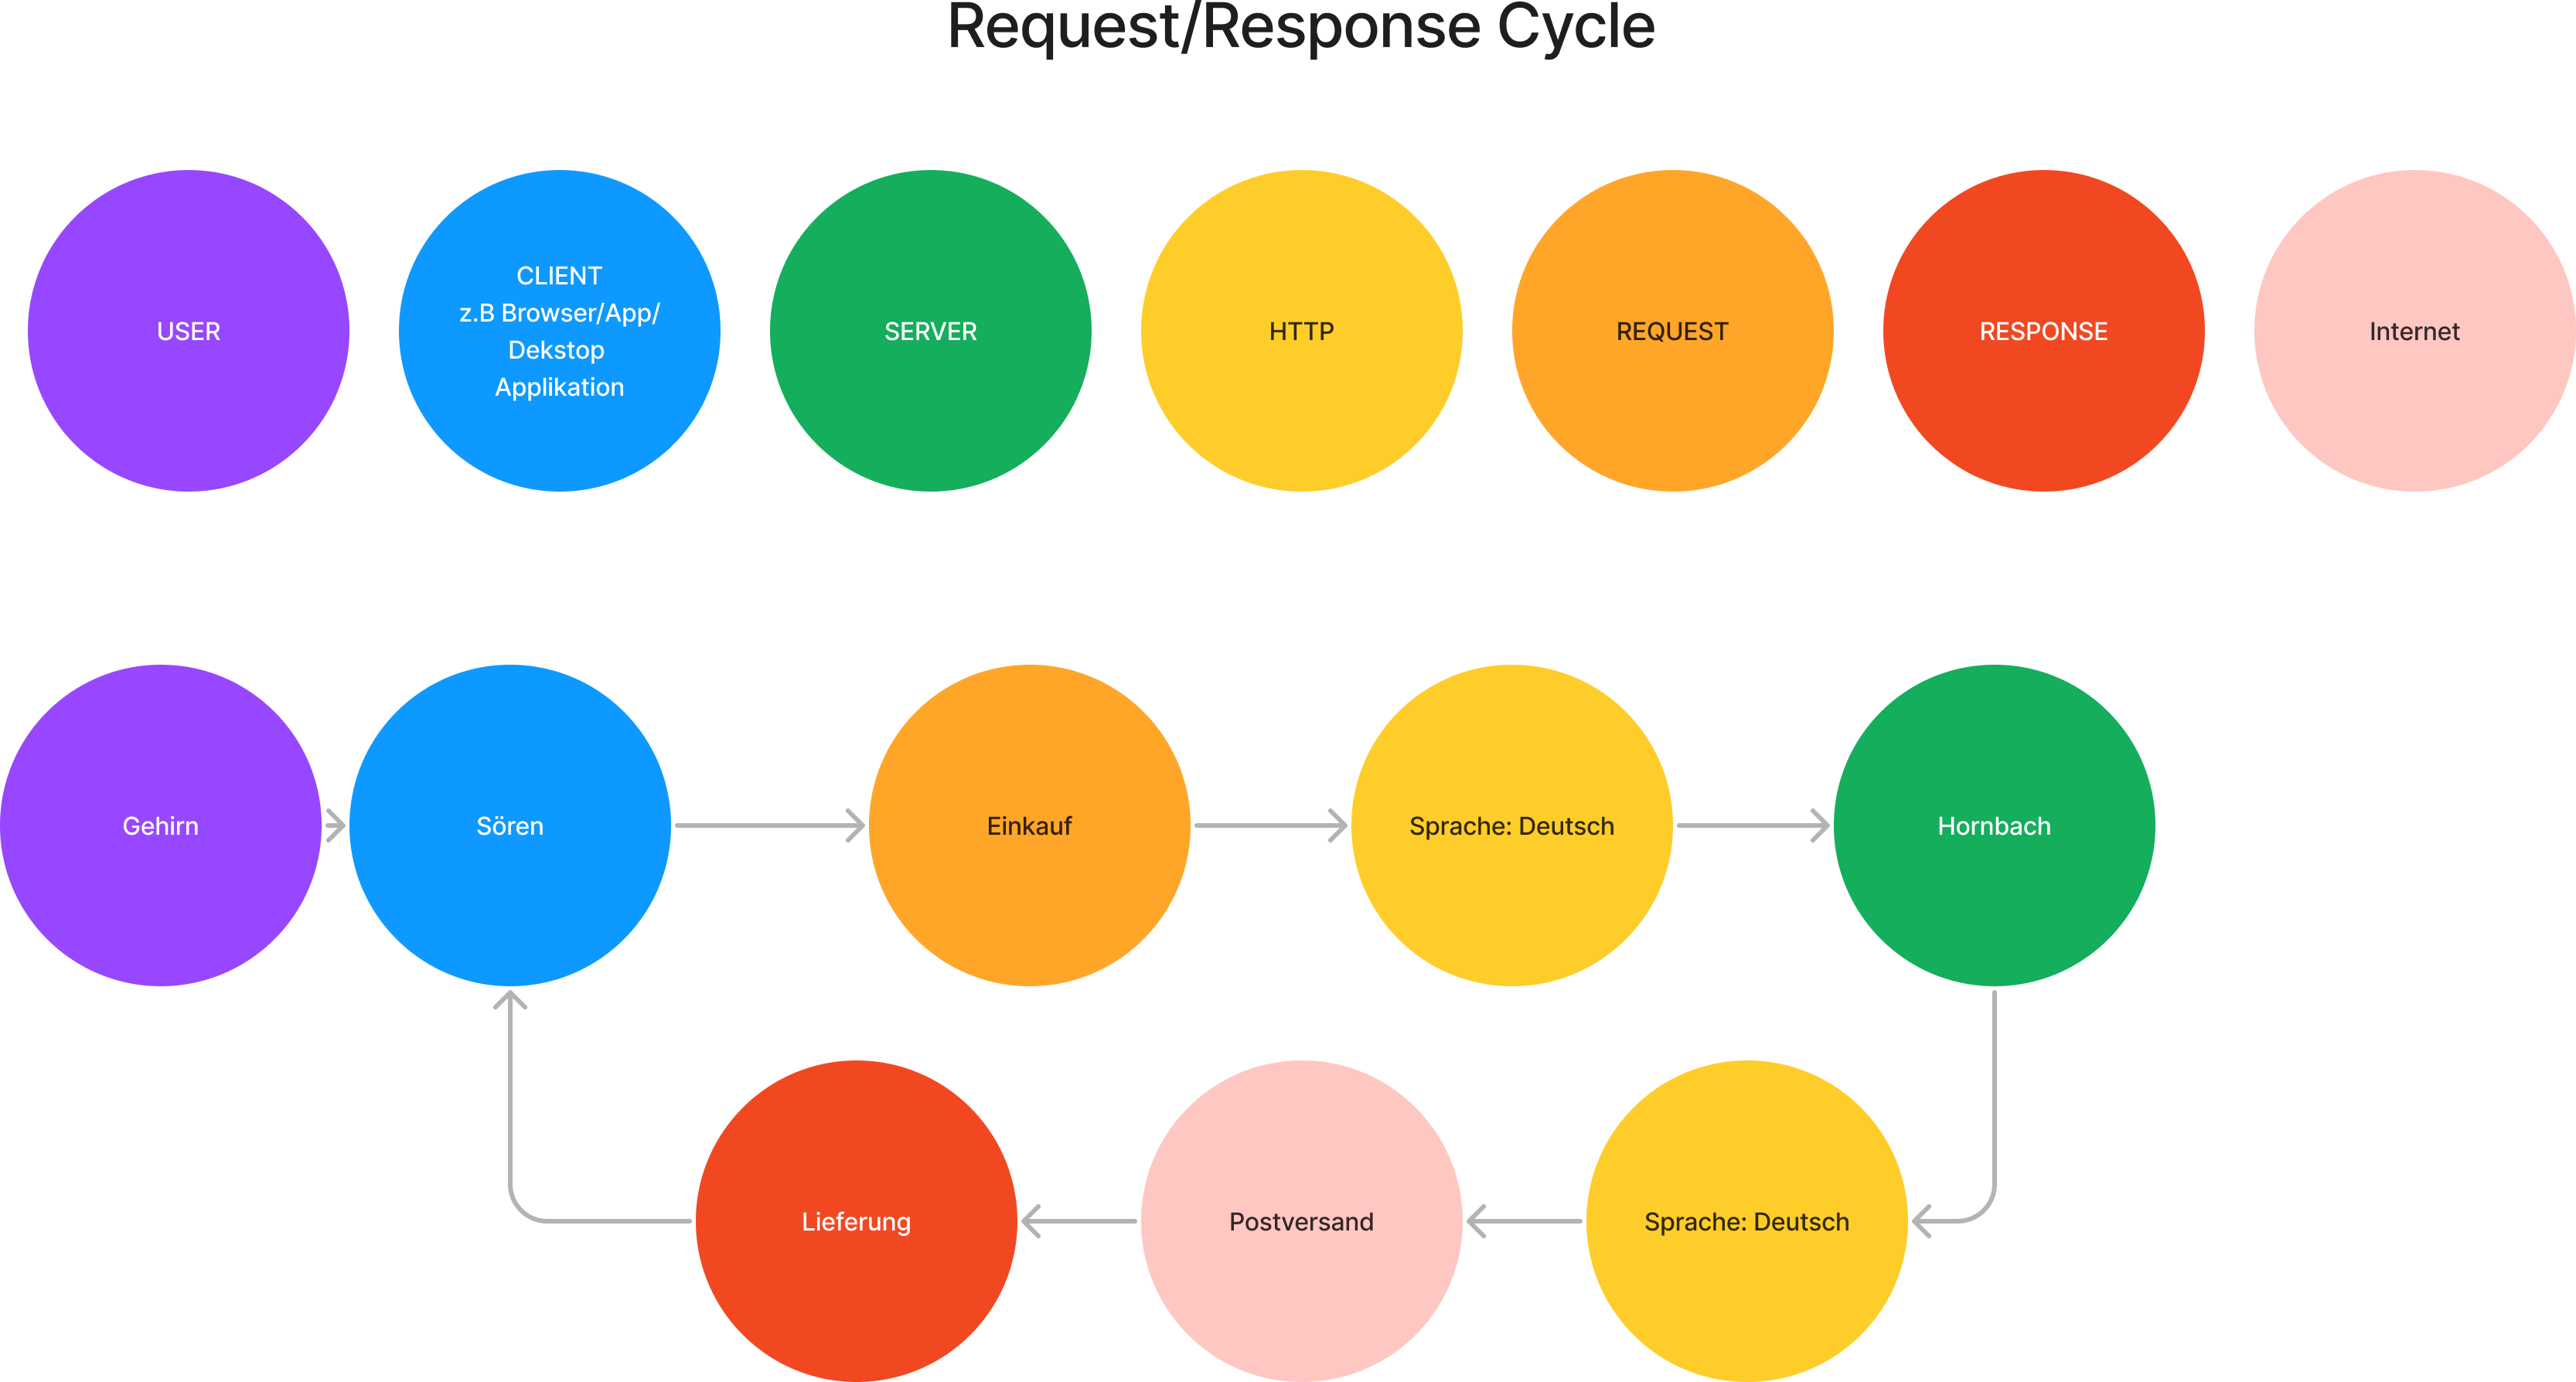 Request/Response Cycle
USER
CLIENT
z.B Browser/App/
Dekstop
Applikation
SERVER
HTTP
REQUEST
RESPONSE
Internet
Gehirn
Sören
Einkauf
Sprache: Deutsch
Hornbach
Lieferung
Postversand
Sprache: Deutsch